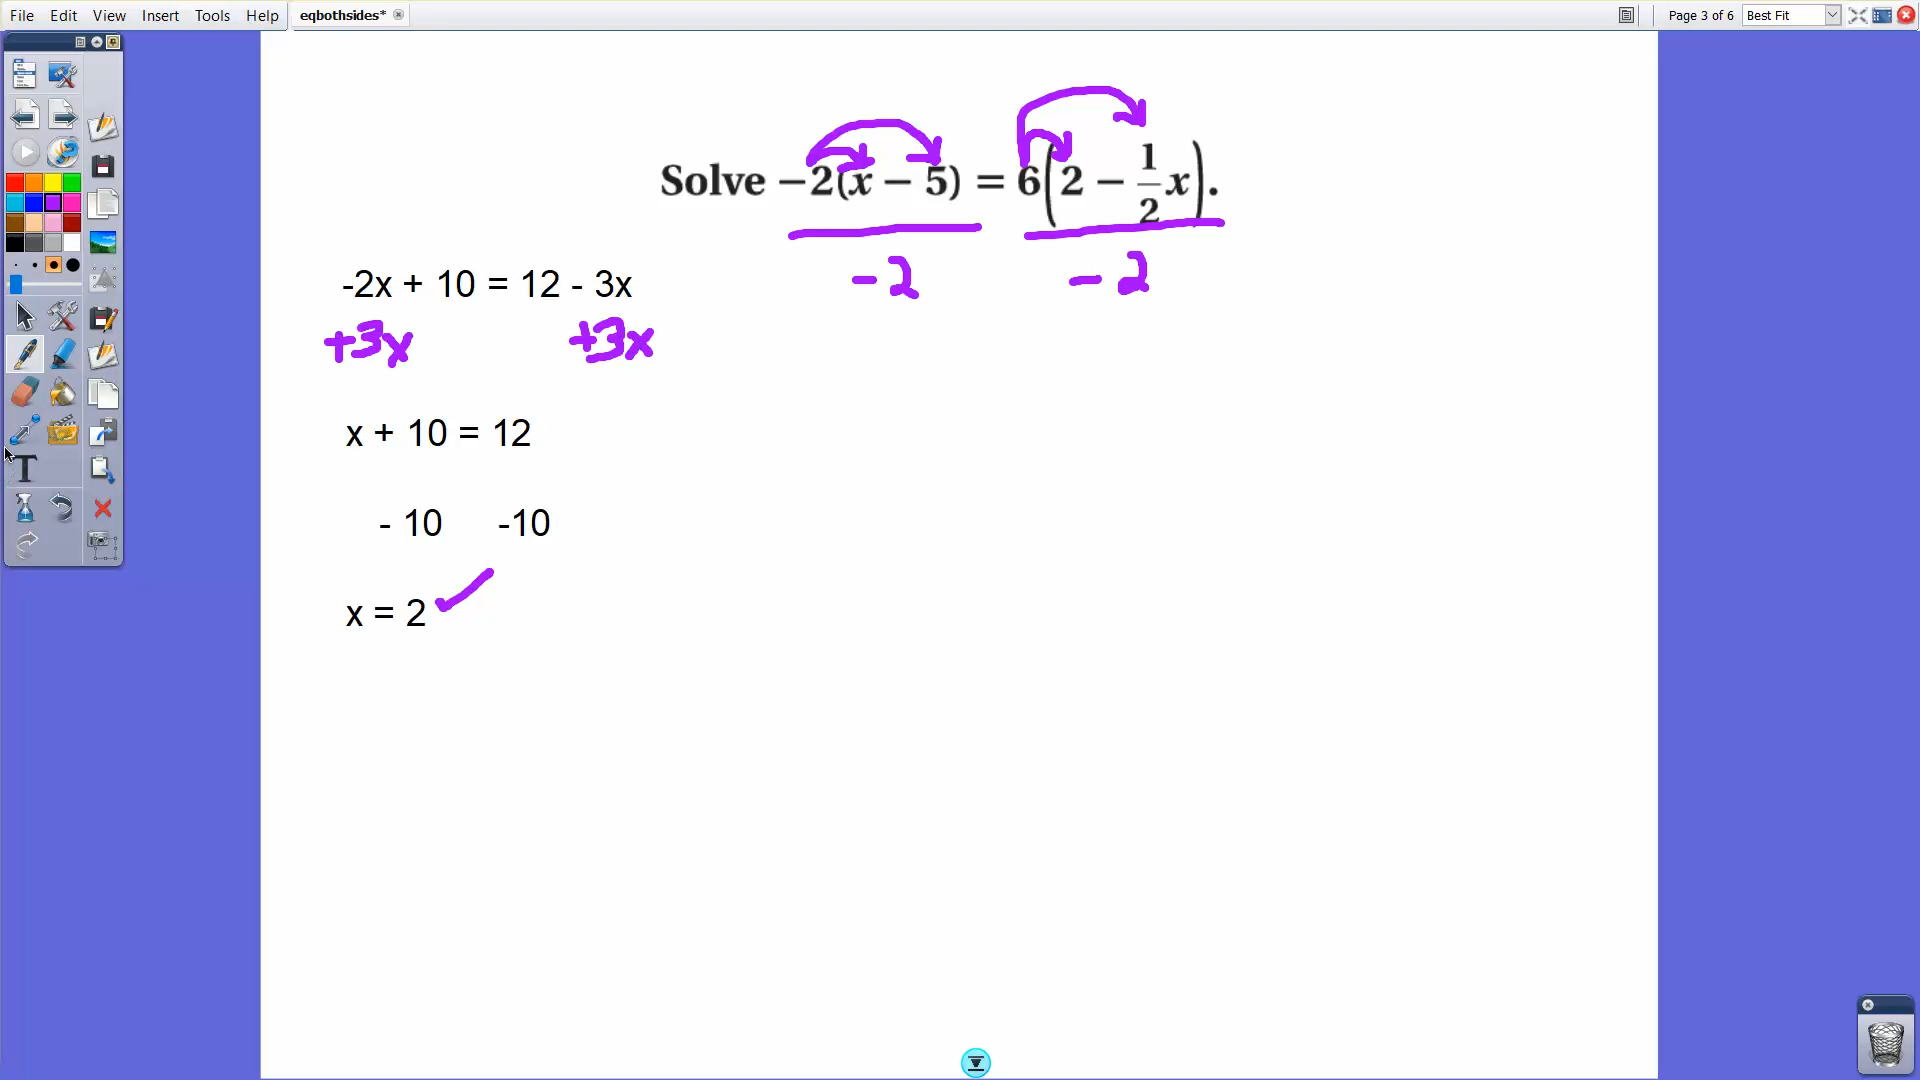 File Edit View Insert Tools Help eqbothsides* Page 3 of 6 Best Fit
Solve −2(x − 5) = 6(2 − 1/2 x).
-2 -2
-2x + 10 = 12 - 3x
+3x +3x
x + 10 = 12
- 10 -10
x = 2
T